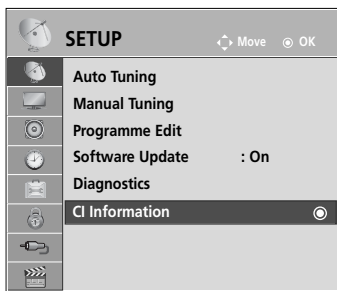 SETUP Move OK
Auto Tuning
Manual Tuning
Programme Edit
Software Update : On
Diagnostics
CI Information